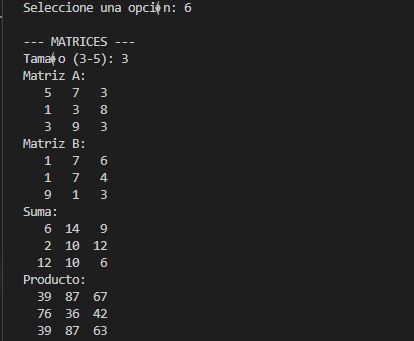 Seleccione una opci�n: 6
--- MATRICES ---
Tama�o (3-5): 3
Matriz A:
5 7 3
1 3 8
3 9 3
Matriz B:
1 7 6
1 7 4
9 1 3
Suma:
6 14 9
2 10 12
12 10 6
Producto:
39 87 67
76 36 42
39 87 63